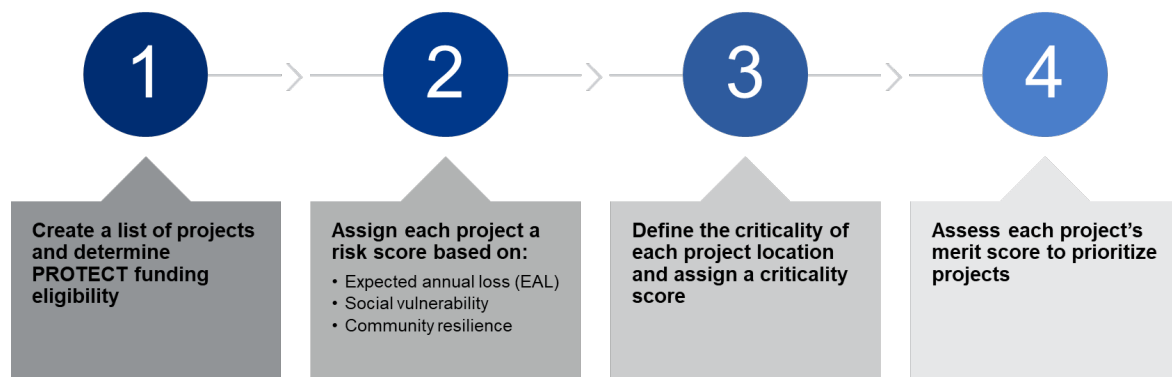 1
2
3
4
Create a list of projects
and determine
PROTECT funding
eligibility
Assign each project a
risk score based on:
• Expected annual loss (EAL)
• Social vulnerability
• Community resilience
Define the criticality of
each project location
and assign a criticality
score
Assess each project’s
merit score to prioritize
projects